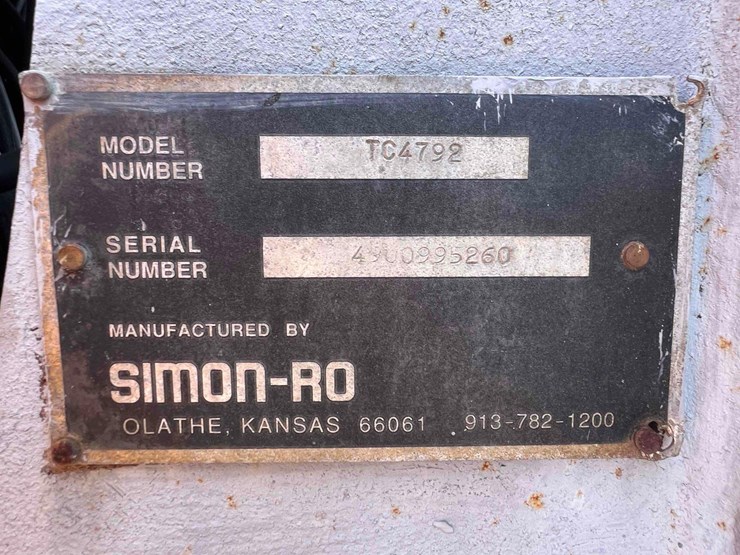 MODEL
NUMBER
TC4792
SERIAL
NUMBER
MANUFACTURED BY
SIMON-RO
OLATHE, KANSAS 66061 913-782-1200